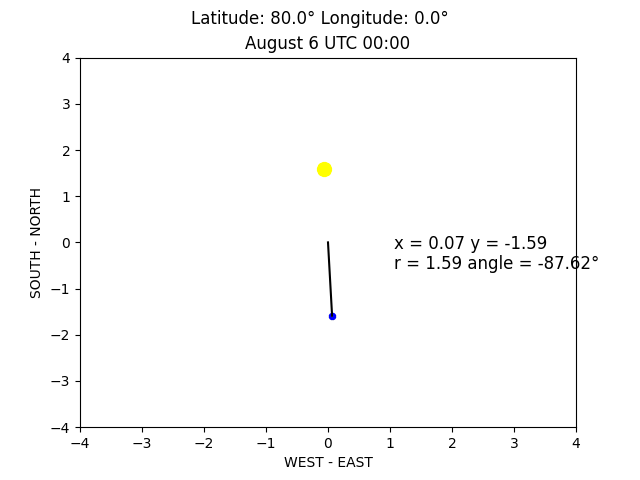 Latitude: 80.0° Longitude: 0.0°
August 6 UTC 00:00
4
3
2
1
0
−1
−2
−3
−4
SOUTH - NORTH
x = 0.07 y = -1.59
r = 1.59 angle = -87.62°
−4 −3 −2 −1 0 1 2 3 4
WEST - EAST